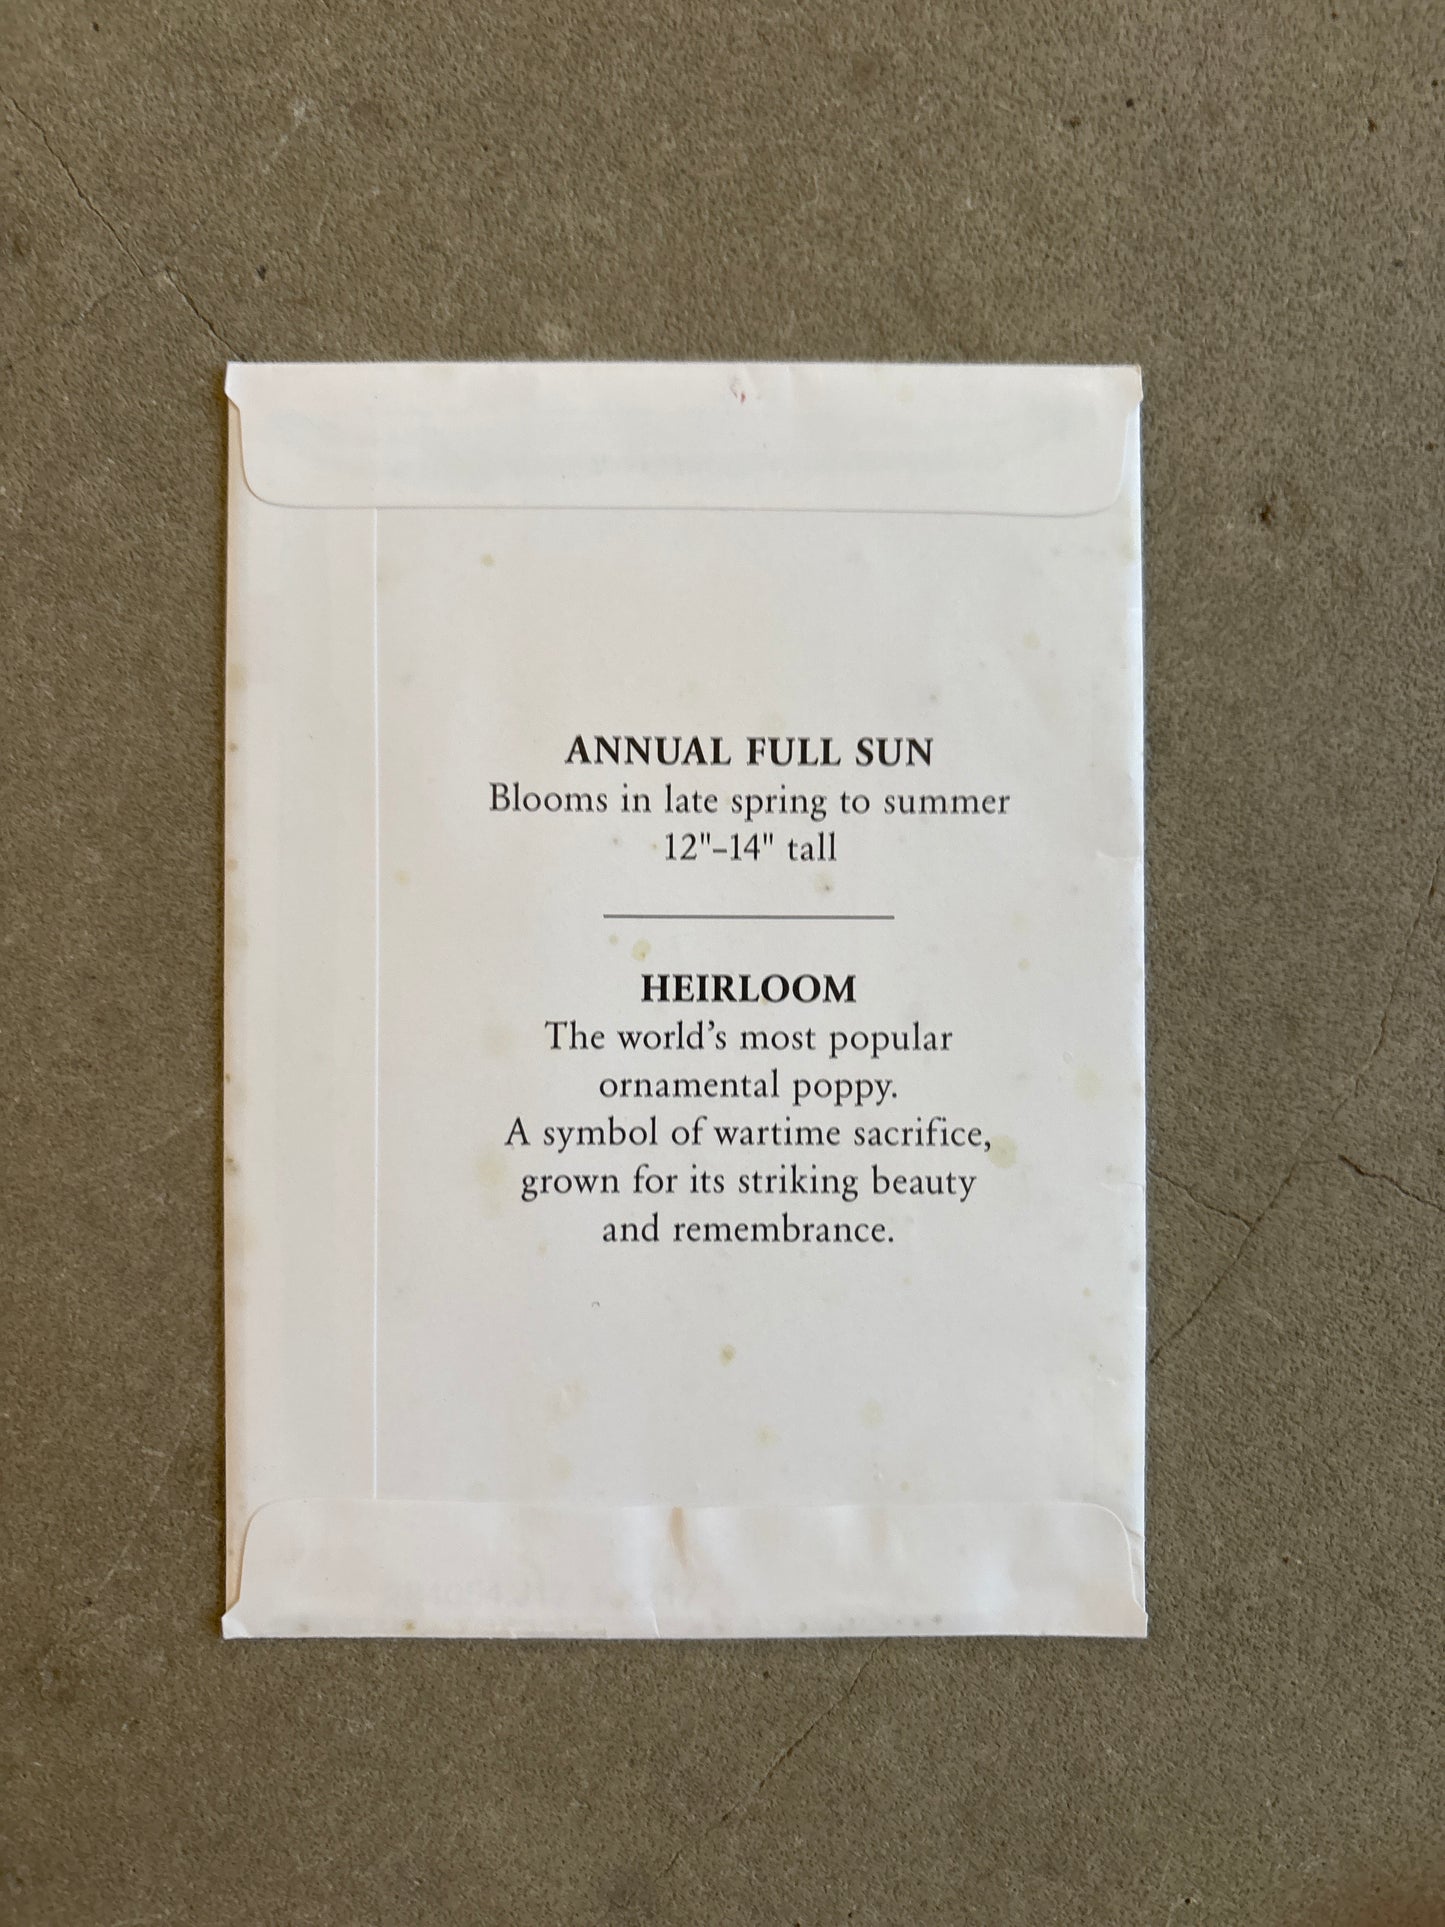 ANNUAL FULL SUN
Blooms in late spring to summer
12"–14" tall
HEIRLOOM
The world’s most popular
ornamental poppy.
A symbol of wartime sacrifice,
grown for its striking beauty
and remembrance.